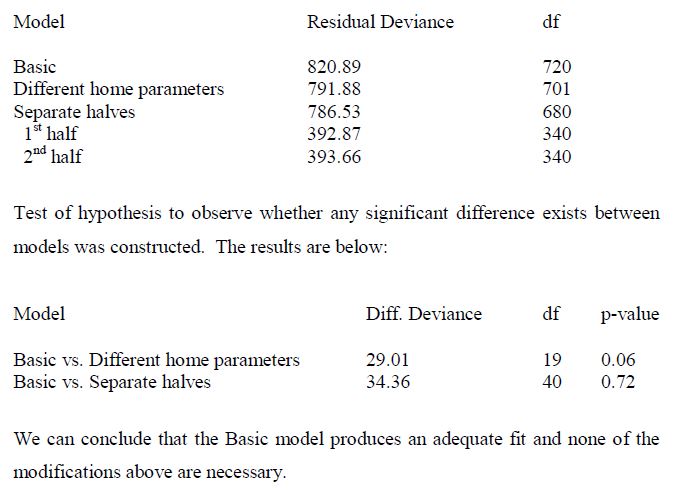 Model Residual Deviance df
Basic 820.89 720
Different home parameters 791.88 701
Separate halves 786.53 680
1st half 392.87 340
2nd half 393.66 340
Test of hypothesis to observe whether any significant difference exists between
models was constructed. The results are below:
Model Diff. Deviance df p-value
Basic vs. Different home parameters 29.01 19 0.06
Basic vs. Separate halves 34.36 40 0.72
We can conclude that the Basic model produces an adequate fit and none of the
modifications above are necessary.